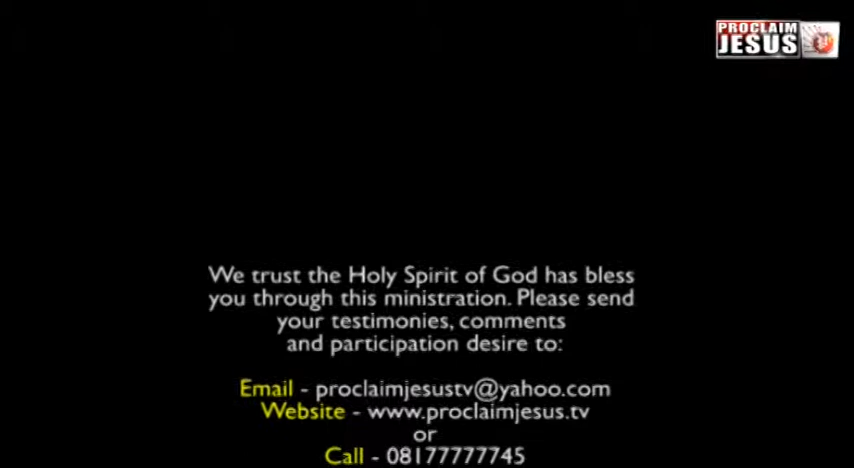 PROCLAIM
JESUS
We trust the Holy Spirit of God has bless
you through this ministration. Please send
your testimonies, comments
and participation desire to:
Email - proclaimjesustv@yahoo.com
Website - www.proclaimjesus.tv
or
Call - 08177777745